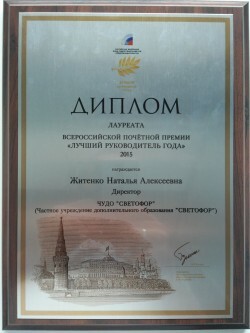 ДИПЛОМ
ЛАУРЕАТА
ВСЕРОССИЙСКОЙ ПОЧЁТНОЙ ПРЕМИИ
«ЛУЧШИЙ РУКОВОДИТЕЛЬ ГОДА»
2015
награждается
Житенко Наталья Алексеевна
Директор
ЧУДО "СВЕТОФОР"
(Частное учреждение дополнительного образования "СВЕТОФОР")